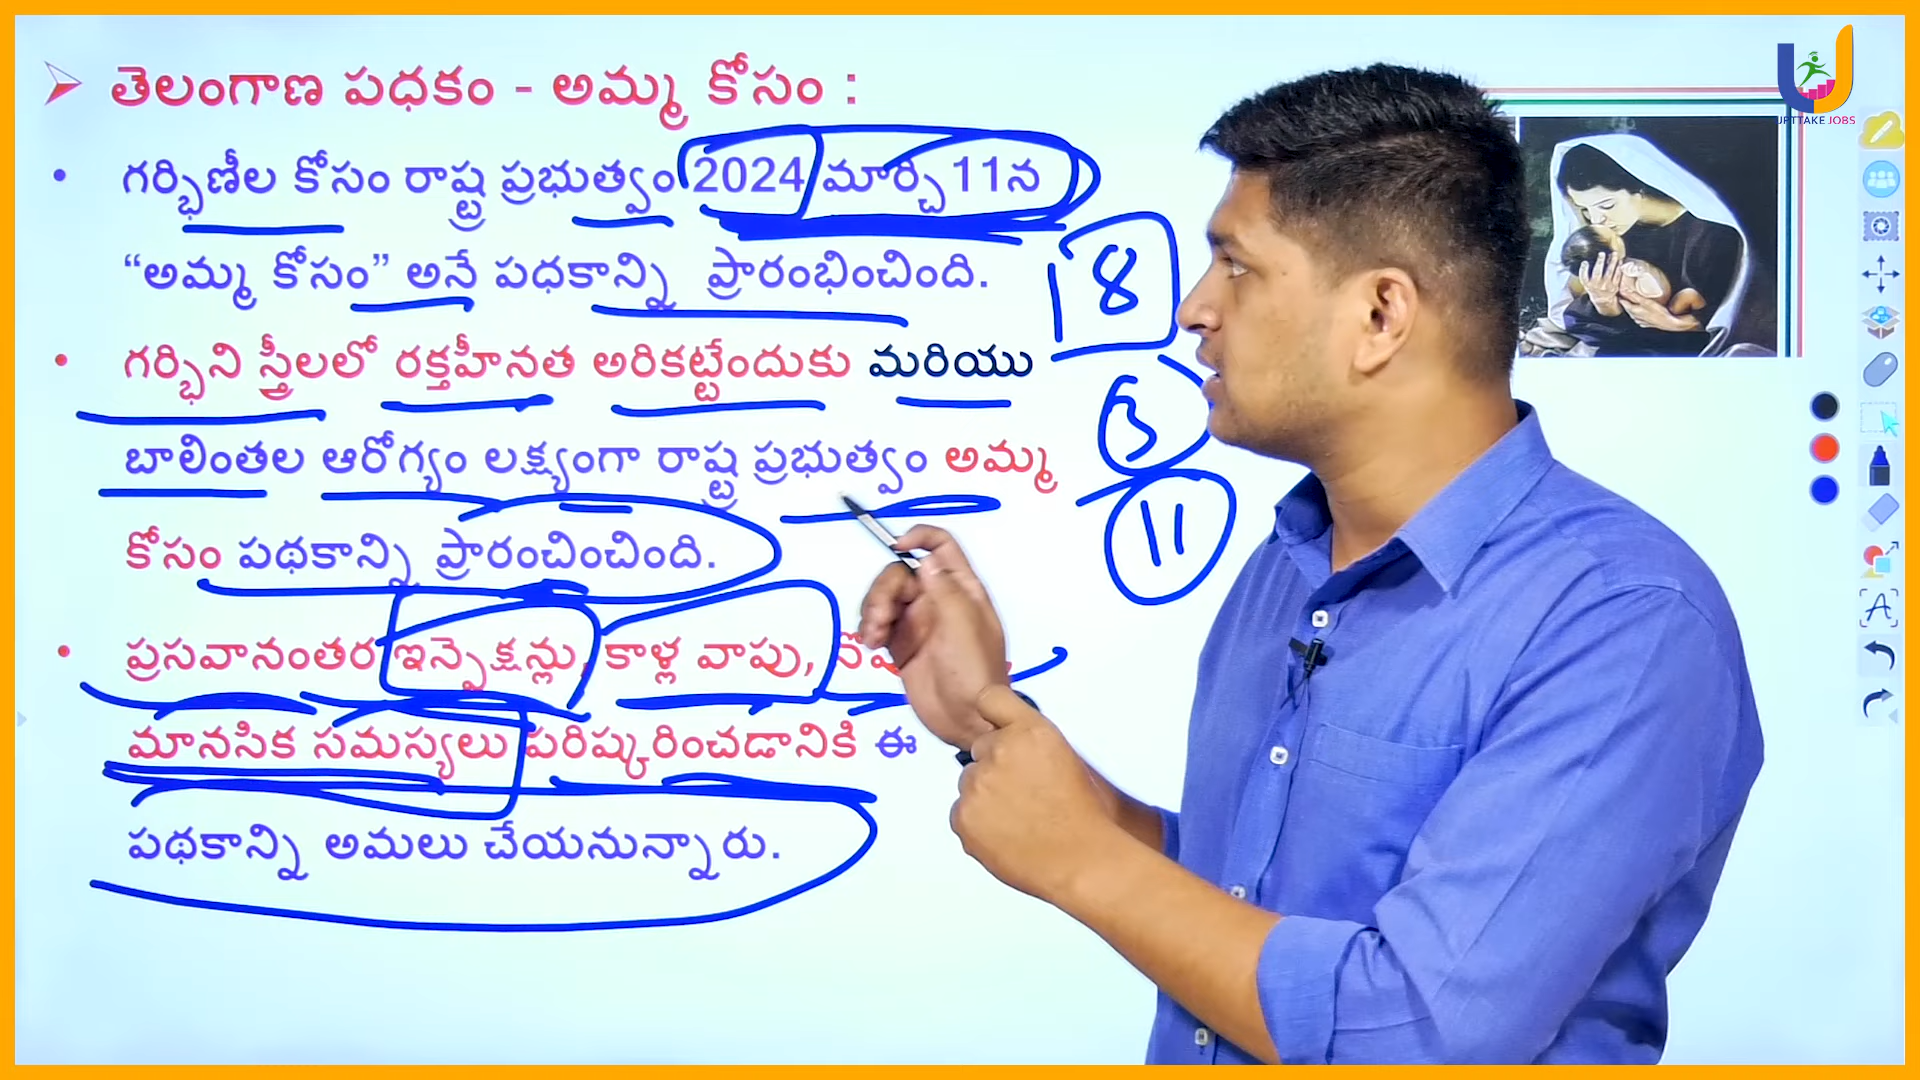 తెలంగాణ పధకం - అమ్మ కోసం :
• గర్భిణీల కోసం రాష్ట్ర ప్రభుత్వం 2024 మార్చి 11న
“అమ్మ కోసం” అనే పధకాన్ని ప్రారంభించింది.
• గర్భిని స్త్రీలలో రక్తహీనత అరికట్టేందుకు మరియు
బాలింతల ఆరోగ్యం లక్ష్యంగా రాష్ట్ర ప్రభుత్వం అమ్మ
కోసం పథకాన్ని ప్రారంచించింది.
• ప్రసవానంతర ఇన్ఫెక్షన్లు, కాళ్ల వాపు,
మానసిక సమస్యలు పరిష్కరించడానికి ఈ
పథకాన్ని అమలు చేయనున్నారు.
8
3
11
UPTTAKE JOBS
A